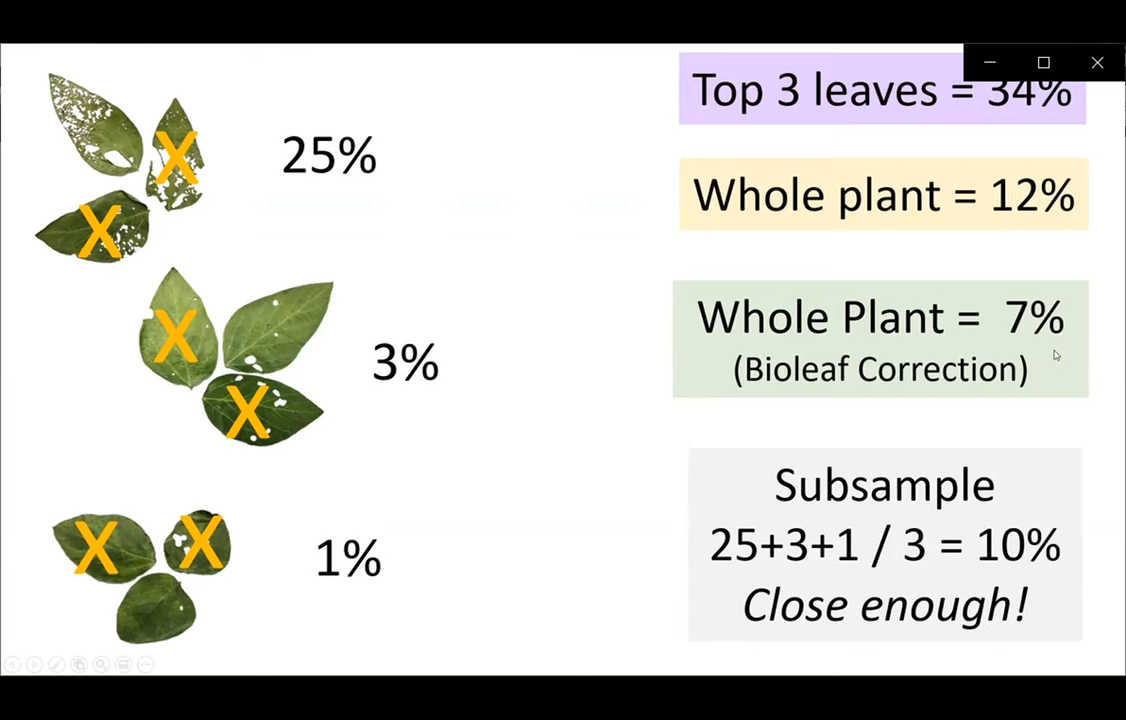 X
25%
X
X
3%
X
X
X
1%
Top 3 leaves = 34%
Whole plant = 12%
Whole Plant = 7%
(Bioleaf Correction)
Subsample
25+3+1 / 3 = 10%
Close enough!